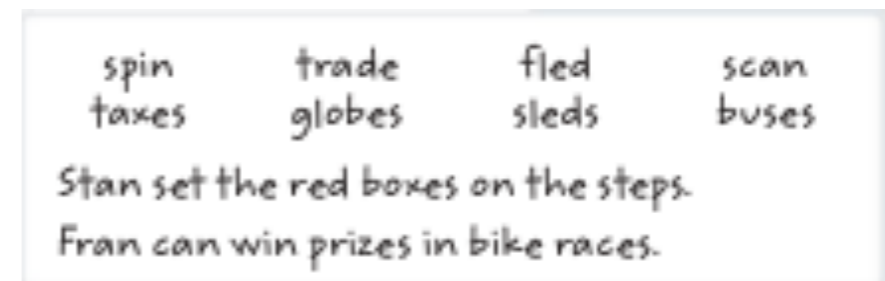 spin trade fled scan
taxes globes sleds buses
Stan set the red boxes on the steps.
Fran can win prizes in bike races.